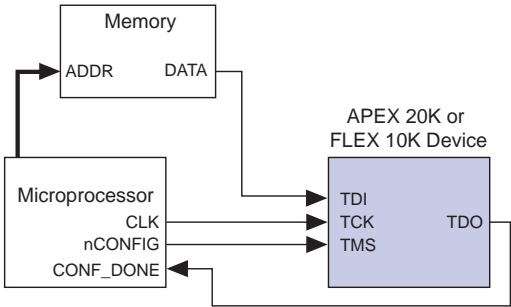 Memory
ADDR
DATA
APEX 20K or
FLEX 10K Device
Microprocessor
CLK
nCONFIG
CONF_DONE
TDI
TCK
TMS
TDO